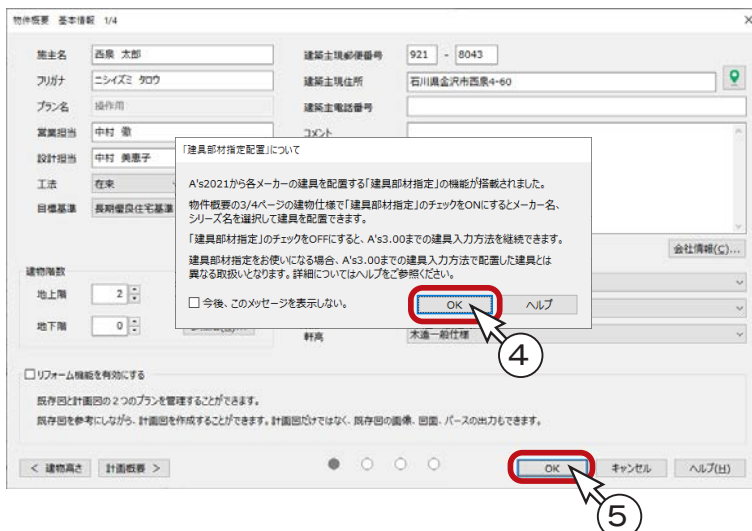 物件概要 基本情報 1/4
×
施主名 西泉 太郎
フリガナ ニシイズミ タロウ
プラン名 操作用
営業担当 中村 徹
設計担当 中村 美恵子
工法 在来
目標基準 長期優良住宅基準
建築主現郵便番号 921 - 8043
建築主現住所 石川県金沢市西泉4-60
建築主電話番号
コメント
会社情報(C)...
「建具部材指定配置」について
A's2021から各メーカーの建具を配置する「建具部材指定」の機能が搭載されました。
物件概要の3/4ページの建物仕様で「建具部材指定」のチェックをONにするとメーカー名、
シリーズ名を選択して建具を配置できます。
「建具部材指定」のチェックをOFFにすると、A's3.00までの建具入力方法を継続できます。
建具部材指定をお使いになる場合、A's3.00までの建具入力方法で配置した建具とは
異なる取扱いとなります。詳細についてはヘルプをご参照ください。
今後、このメッセージを表示しない。
OK
ヘルプ
④
建物階数
地上階 2
地下階 0
軒高 木造一般仕様
リフォーム機能を有効にする
既存図と計画図の2つのプランを管理することができます。
既存図を参考にしながら、計画図を作成することができます。計画図だけではなく、既存図の画像、図面、パースの出力もできます。
< 建物高さ
計画概要 >
OK
キャンセル
ヘルプ(H)
⑤